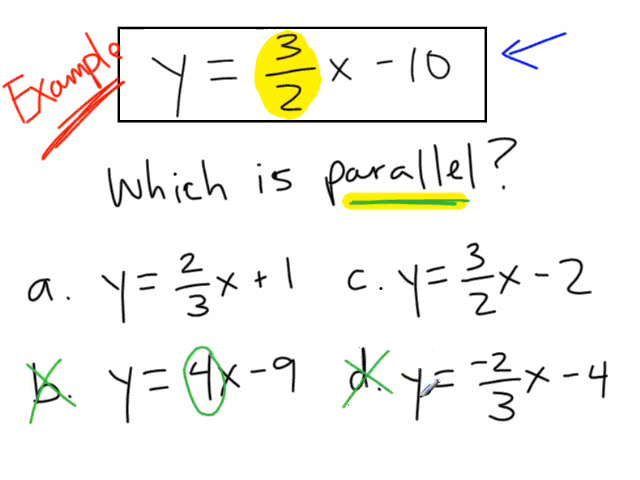 Example
y = 3/2 x - 10
Which is parallel?
a. y = 2/3 x + 1
c. y = 3/2 x - 2
b. y = 4x - 9
d. y = -2/3 x - 4